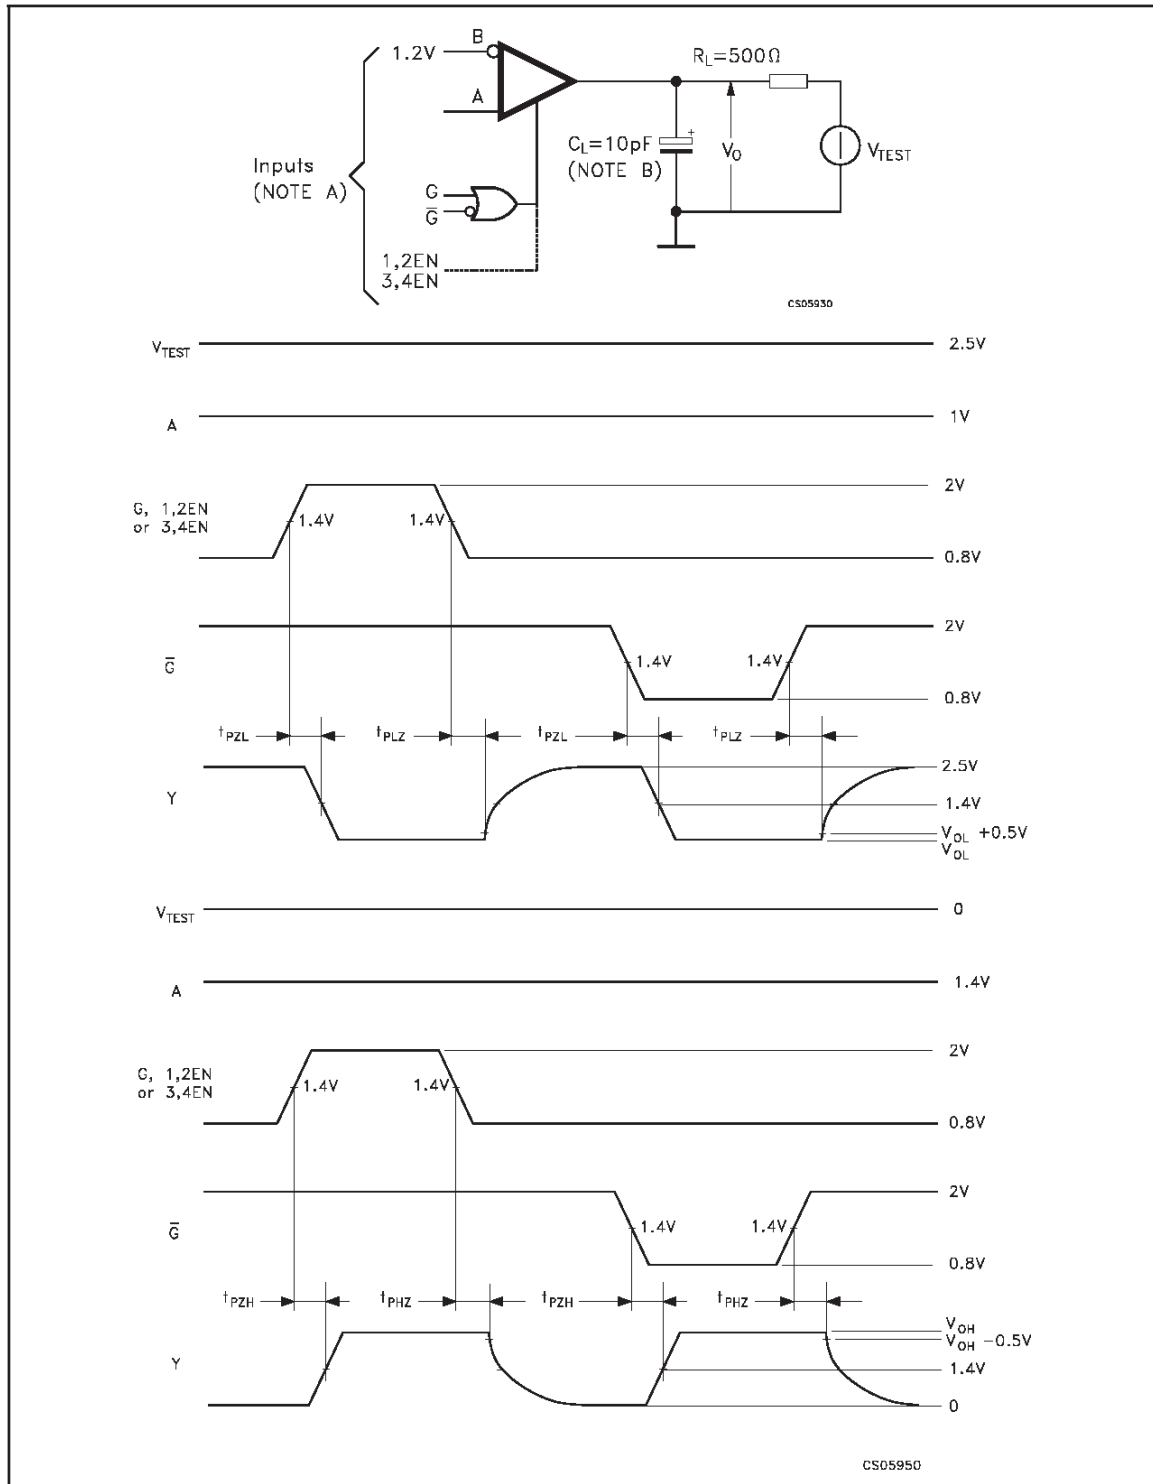 B
1.2V
A
R_L=500Ω
C_L=10pF
(NOTE B)
V_O
V_TEST
Inputs
(NOTE A)
G
G̅
1,2EN
3,4EN
CS05930
V_TEST 2.5V
A 1V
G, 1,2EN
or 3,4EN
2V
1.4V 1.4V
0.8V
G̅
2V
1.4V 1.4V
0.8V
t_PZL t_PLZ t_PZL t_PLZ
Y
2.5V
1.4V
V_OL +0.5V
V_OL
V_TEST 0
A 1.4V
G, 1,2EN
or 3,4EN
2V
1.4V 1.4V
0.8V
G̅
2V
1.4V 1.4V
0.8V
t_PZH t_PHZ t_PZH t_PHZ
Y
V_OH
V_OH −0.5V
1.4V
0
CS05950